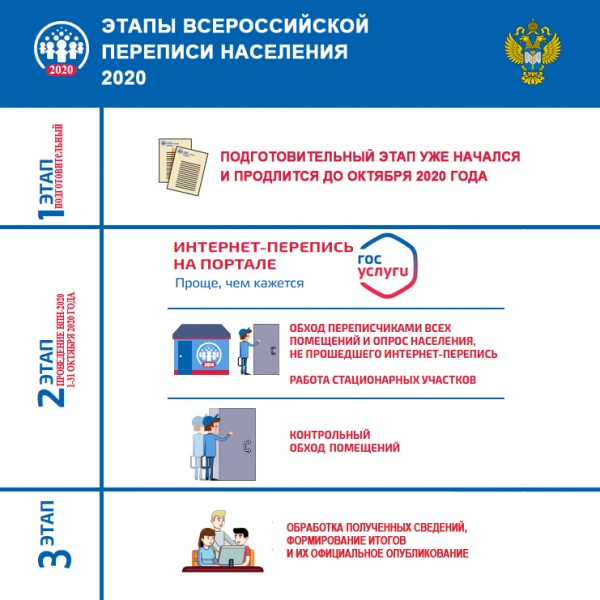 ЭТАПЫ ВСЕРОССИЙСКОЙ
ПЕРЕПИСИ НАСЕЛЕНИЯ
2020
2020
1 ЭТАП
ПОДГОТОВИТЕЛЬНЫЙ
ПОДГОТОВИТЕЛЬНЫЙ ЭТАП УЖЕ НАЧАЛСЯ
И ПРОДЛИТСЯ ДО ОКТЯБРЯ 2020 ГОДА
2 ЭТАП
ПРОВЕДЕНИЕ ВПН-2020
1-31 ОКТЯБРЯ 2020 ГОДА
ИНТЕРНЕТ-ПЕРЕПИСЬ
НА ПОРТАЛЕ
Проще, чем кажется
гос
услуги
ОБХОД ПЕРЕПИСЧИКАМИ ВСЕХ
ПОМЕЩЕНИЙ И ОПРОС НАСЕЛЕНИЯ,
НЕ ПРОШЕДШЕГО ИНТЕРНЕТ-ПЕРЕПИСЬ
РАБОТА СТАЦИОНАРНЫХ УЧАСТКОВ
КОНТРОЛЬНЫЙ
ОБХОД ПОМЕЩЕНИЙ
3 ЭТАП
ОБРАБОТКА ПОЛУЧЕННЫХ СВЕДЕНИЙ,
ФОРМИРОВАНИЕ ИТОГОВ
И ИХ ОФИЦИАЛЬНОЕ ОПУБЛИКОВАНИЕ